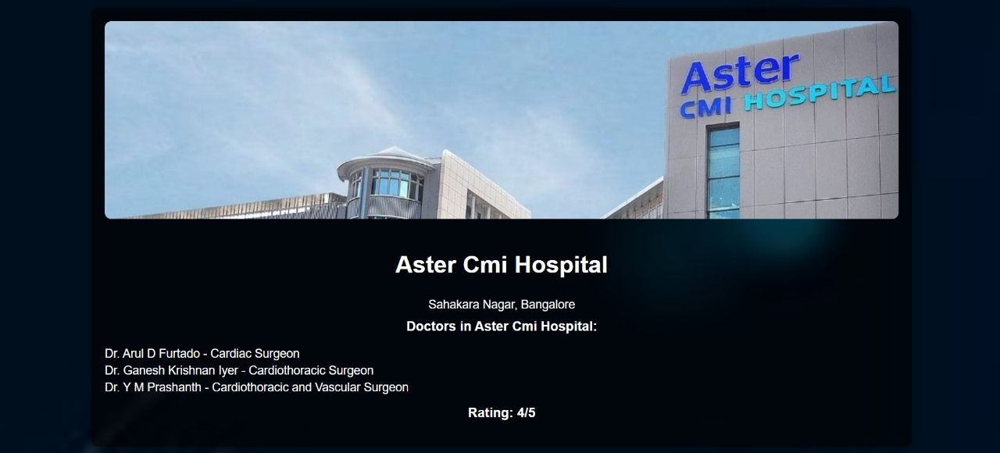 Aster
CMI HOSPITAL
Aster Cmi Hospital
Sahakara Nagar, Bangalore
Doctors in Aster Cmi Hospital:
Dr. Arul D Furtado - Cardiac Surgeon
Dr. Ganesh Krishnan Iyer - Cardiothoracic Surgeon
Dr. Y M Prashanth - Cardiothoracic and Vascular Surgeon
Rating: 4/5